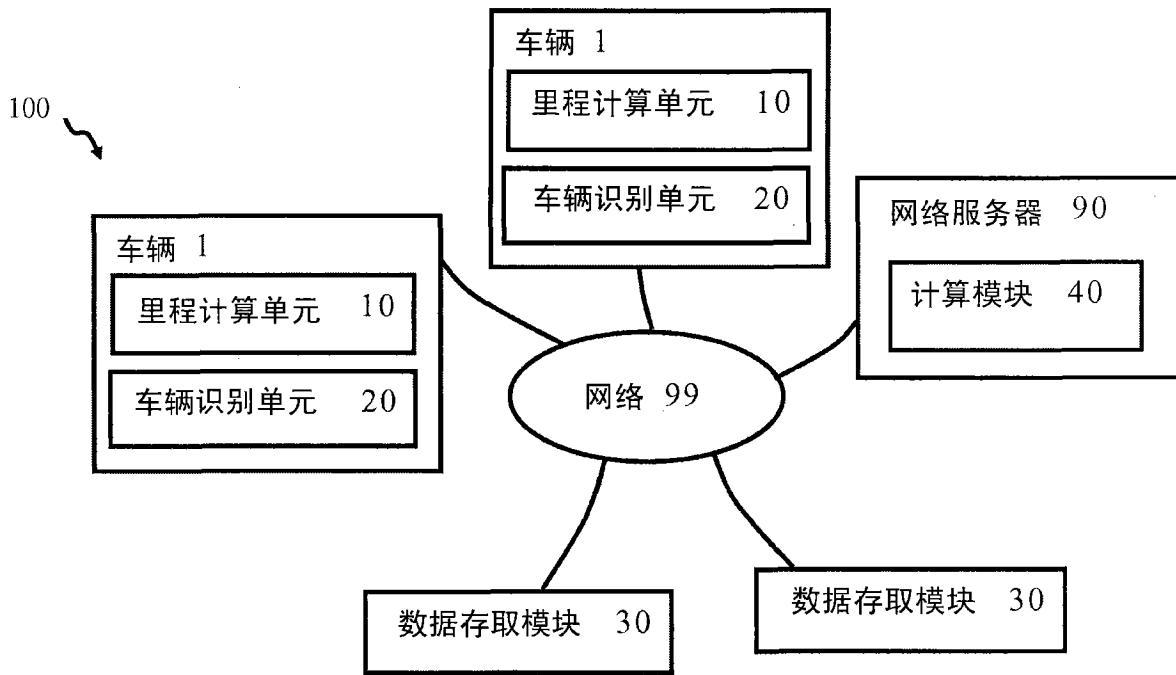 100
车辆 1
里程计算单元 10
车辆识别单元 20
车辆 1
里程计算单元 10
车辆识别单元 20
网络服务器 90
计算模块 40
网络 99
数据存取模块 30
数据存取模块 30